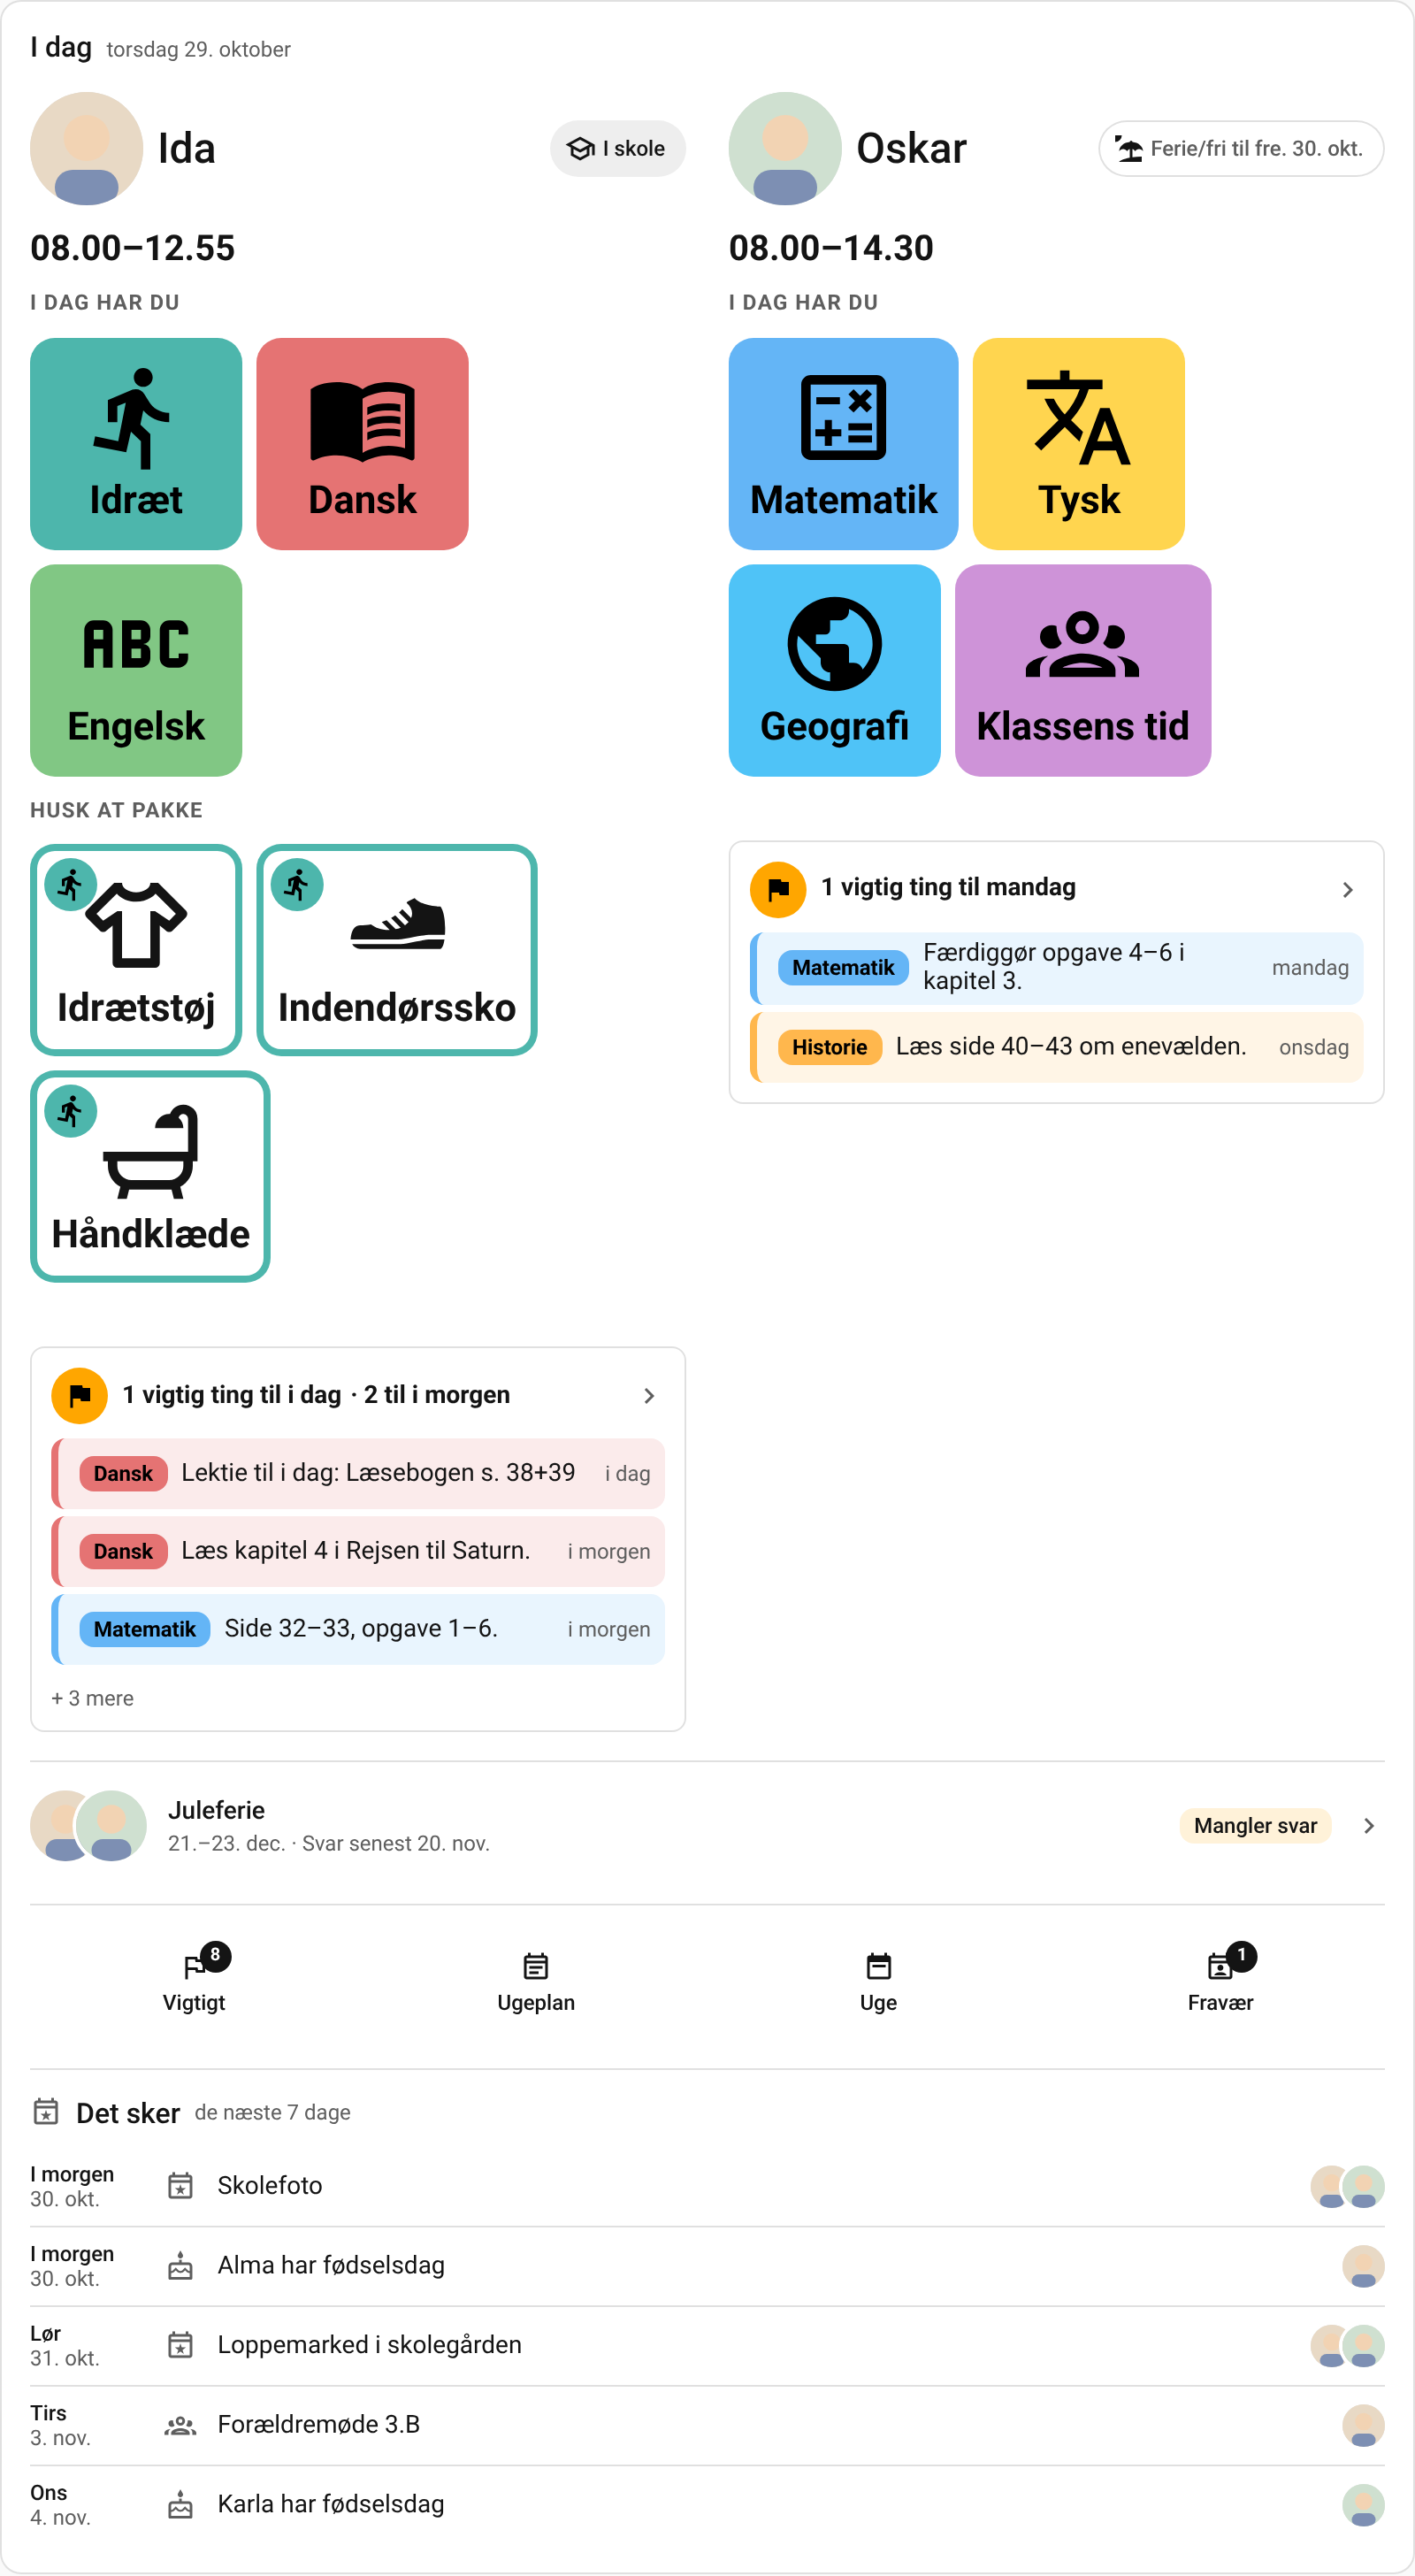 I dag torsdag 29. oktober
Ida
I skole
08.00–12.55
I DAG HAR DU
Idræt
Dansk
ABC
Engelsk
HUSK AT PAKKE
Idrætstøj
Indendørssko
Håndklæde
1 vigtig ting til i dag · 2 til i morgen
Dansk Lektie til i dag: Læsebogen s. 38+39 i dag
Dansk Læs kapitel 4 i Rejsen til Saturn. i morgen
Matematik Side 32–33, opgave 1–6. i morgen
+ 3 mere
Oskar
Ferie/fri til fre. 30. okt.
08.00–14.30
I DAG HAR DU
Matematik
Tysk
Geografi
Klassens tid
1 vigtig ting til mandag
Matematik Færdiggør opgave 4–6 i
kapitel 3. mandag
Historie Læs side 40–43 om enevælden. onsdag
Juleferie
21.–23. dec. · Svar senest 20. nov.
Mangler svar
8
Vigtigt
Ugeplan
Uge
1
Fravær
Det sker de næste 7 dage
I morgen
30. okt.
Skolefoto
I morgen
30. okt.
Alma har fødselsdag
Lør
31. okt.
Loppemarked i skolegården
Tirs
3. nov.
Forældremøde 3.B
Ons
4. nov.
Karla har fødselsdag